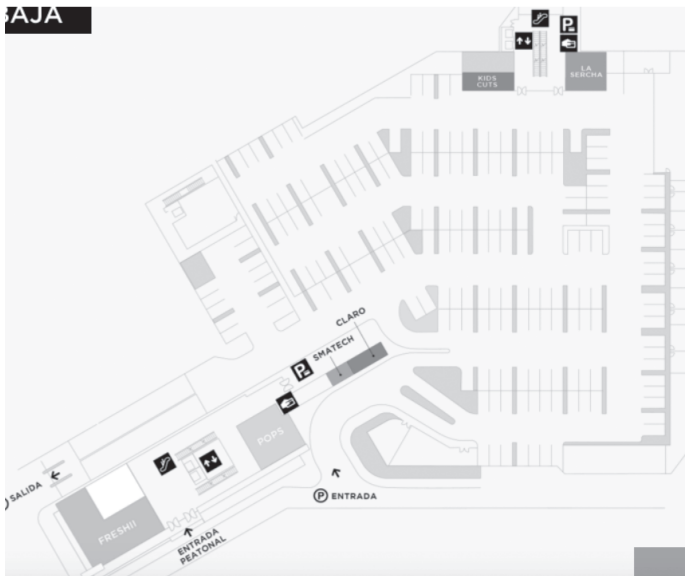 BAJA
P
KIDS
CUTS
LA
SERCHA
CLARO
SMATECH
P
POPS
SALIDA
P ENTRADA
FRESHII
ENTRADA
PEATONAL